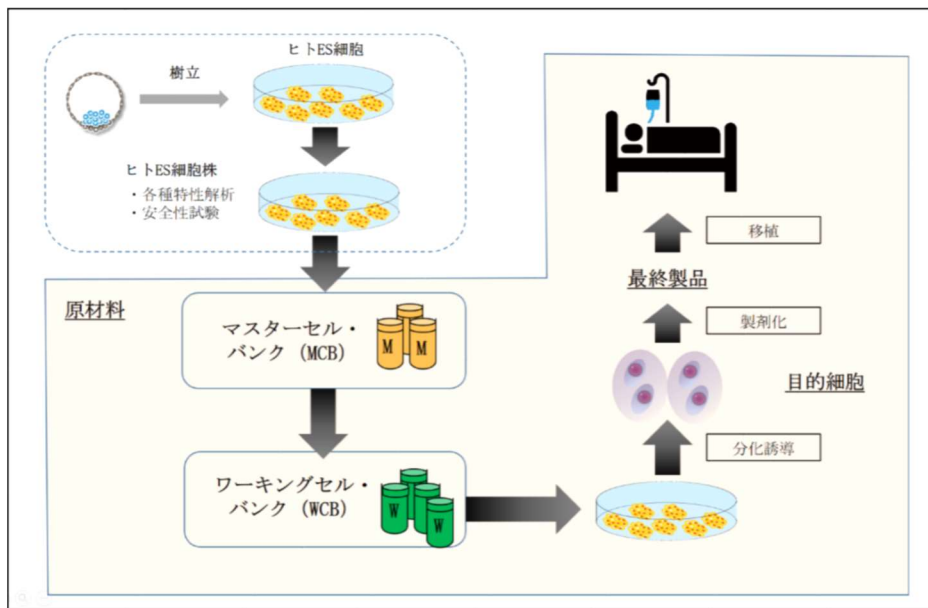 ヒトES細胞
樹立
ヒトES細胞株
・各種特性解析
・安全性試験
原材料
マスターセル・
バンク (MCB)
M M
ワーキングセル・
バンク (WCB)
W
W
移植
最終製品
製剤化
目的細胞
分化誘導